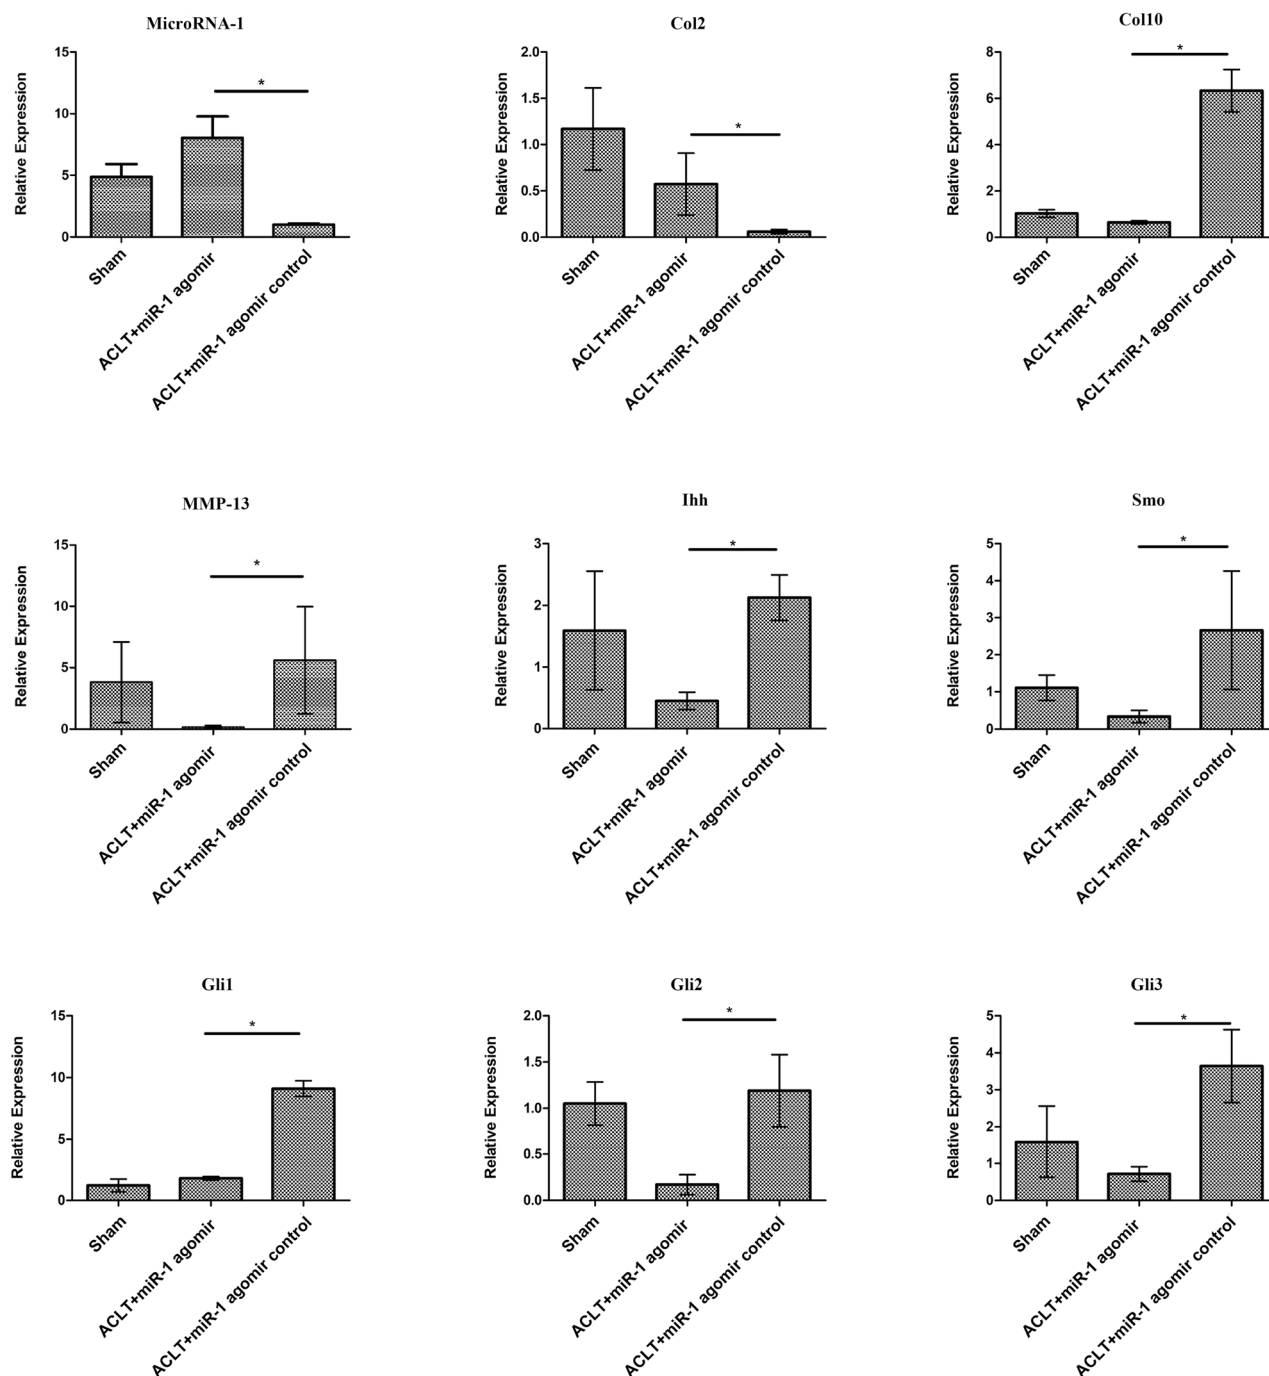 MicroRNA-1
Relative Expression
15
10
5
0
*
Sham
ACLT+miR-1 agomir
ACLT+miR-1 agomir control
Col2
Relative Expression
2.0
1.5
1.0
0.5
0.0
*
Sham
ACLT+miR-1 agomir
ACLT+miR-1 agomir control
Col10
Relative Expression
8
6
4
2
0
*
Sham
ACLT+miR-1 agomir
ACLT+miR-1 agomir control
MMP-13
Relative Expression
15
10
5
0
*
Sham
ACLT+miR-1 agomir
ACLT+miR-1 agomir control
Ihh
Relative Expression
3
2
1
0
*
Sham
ACLT+miR-1 agomir
ACLT+miR-1 agomir control
Smo
Relative Expression
5
4
3
2
1
0
*
Sham
ACLT+miR-1 agomir
ACLT+miR-1 agomir control
Gli1
Relative Expression
15
10
5
0
*
Sham
ACLT+miR-1 agomir
ACLT+miR-1 agomir control
Gli2
Relative Expression
2.0
1.5
1.0
0.5
0.0
*
Sham
ACLT+miR-1 agomir
ACLT+miR-1 agomir control
Gli3
Relative Expression
5
4
3
2
1
0
*
Sham
ACLT+miR-1 agomir
ACLT+miR-1 agomir control